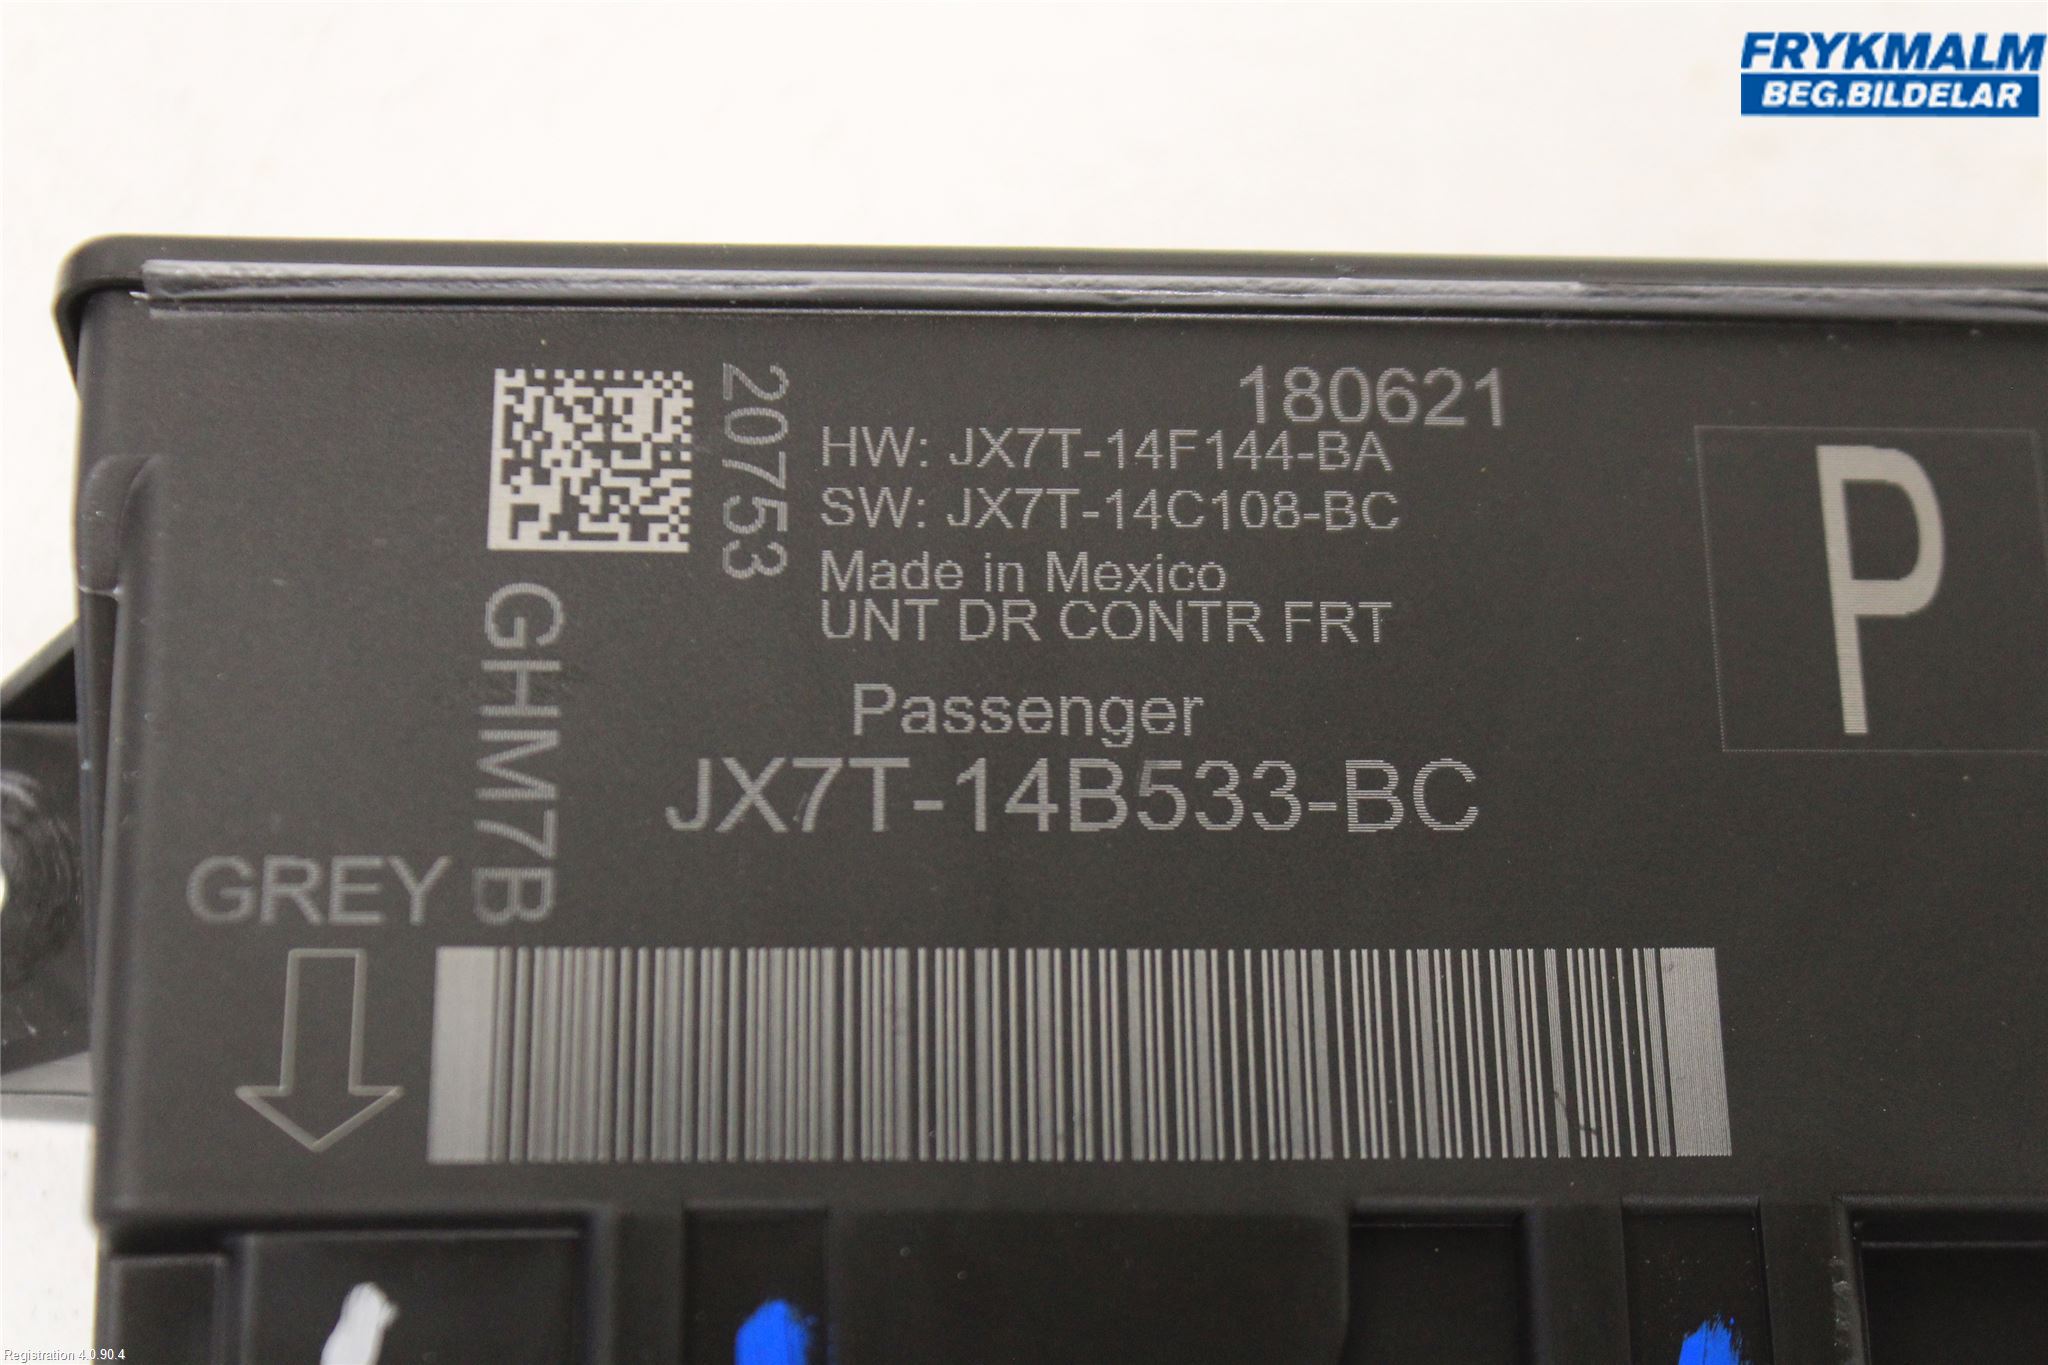 FRYKMALM
BEG.BILDELAR
180621
20753
HW: JX7T-14F144-BA
SW: JX7T-14C108-BC
Made in Mexico
UNT DR CONTR FRT
P
Passenger
JX7T-14B533-BC
GHM7B
GREY
Registration 4.0.90.4